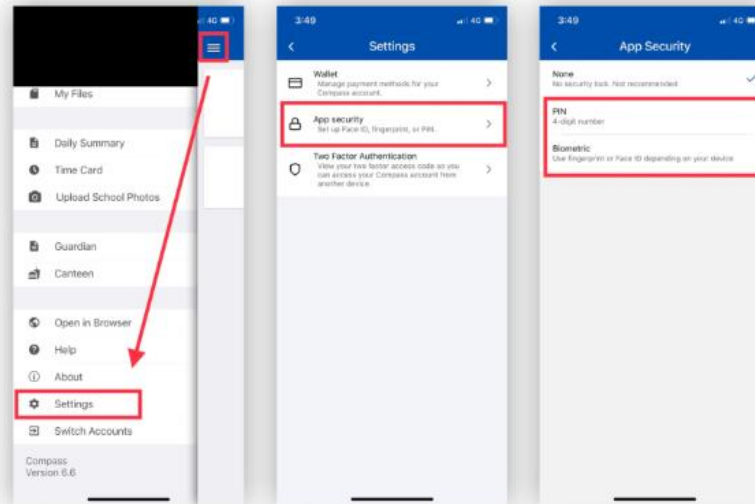 4G
My Files
Daily Summary
Time Card
Upload School Photos
Guardian
Canteen
Open in Browser
Help
About
Settings
Switch Accounts
Compass
Version 6.6
3:49
4G
Settings
Wallet
Manage payment methods for your
Compass account.
App security
Set up Face ID, fingerprint, or PIN.
Two Factor Authentication
View your two factor access code so you
can access your Compass account from
another device
3:49
4G
App Security
None
No security lock. Not recommended
PIN
4-digit number
Biometric
Use fingerprint or Face ID depending on your device